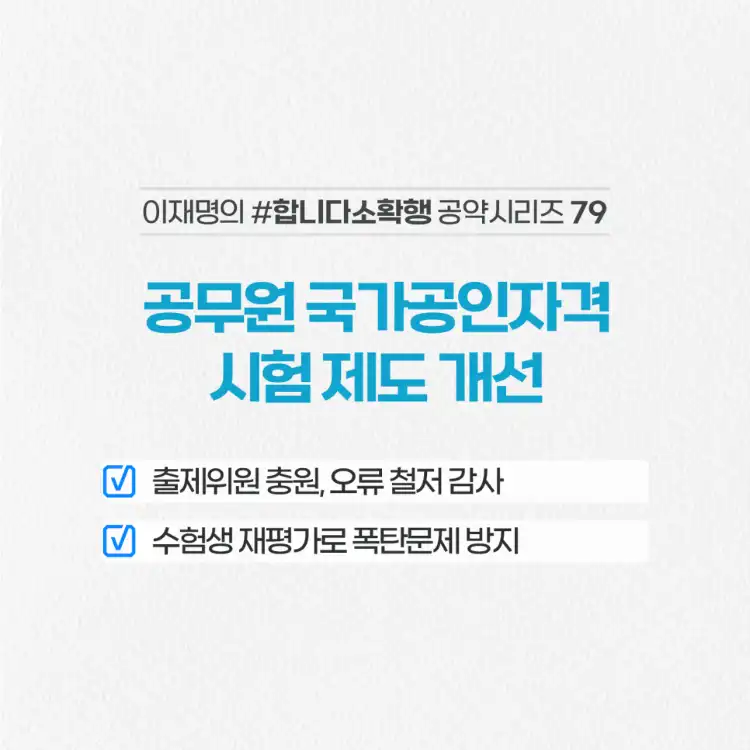 이재명의 #합니다소확행 공약시리즈 79
공무원 국가공인자격
시험 제도 개선
출제위원 충원, 오류 철저 감사
수험생 재평가로 폭탄문제 방지